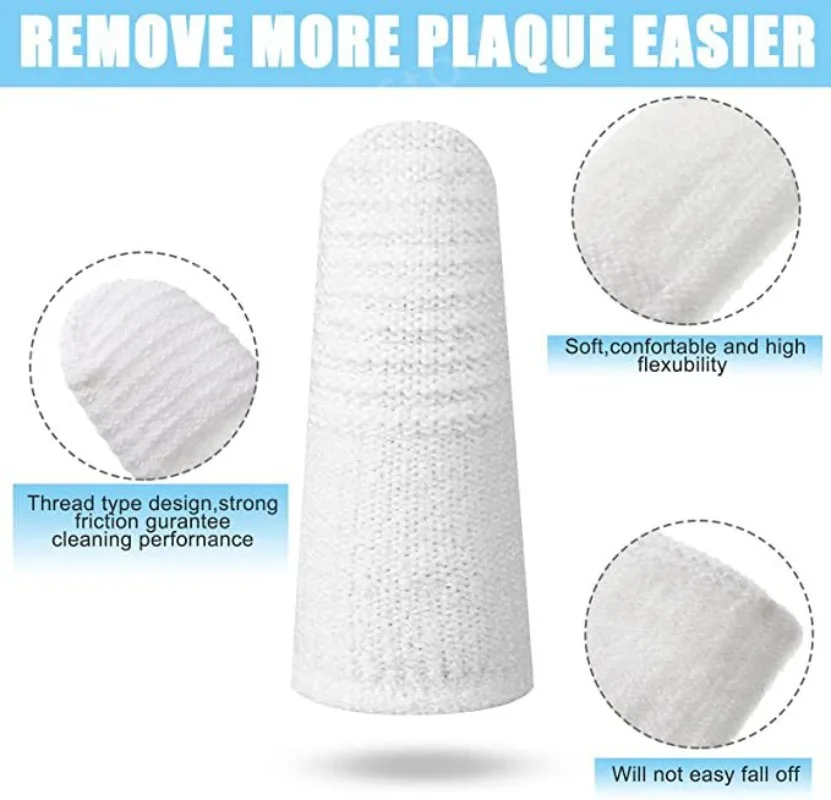 REMOVE MORE PLAQUE EASIER
Soft,confortable and high
flexubility
Thread type design,strong
friction gurantee
cleaning perfornance
Will not easy fall off